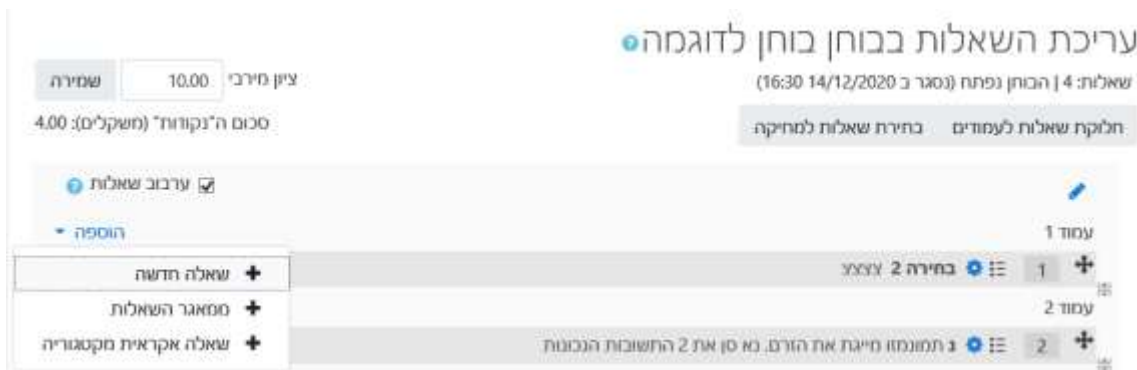 עריכת השאלות בבוחן בוחן לדוגמה
שאלות: 4 | הבוחן נפתח (נסגר ב 14/12/2020 16:30)
ציון מירבי 10.00 שמירה
חלוקת שאלות לעמודים בחירת שאלות למחיקה
סכום ה"נקודות" (משקלים): 4.00
ערבוב שאלות
עמוד 1
הוספה
1 בחירה 2 צצצצ
שאלה חדשה
עמוד 2
ממאגר השאלות
2 את הזרם. נא סן את 2 התשובות הנכונות
שאלה אקראית מקטגוריה